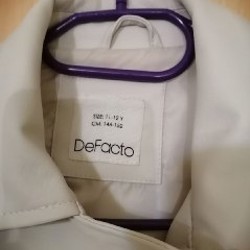 SIZE: 11-12 Y
CM: 146-152
DeFacto